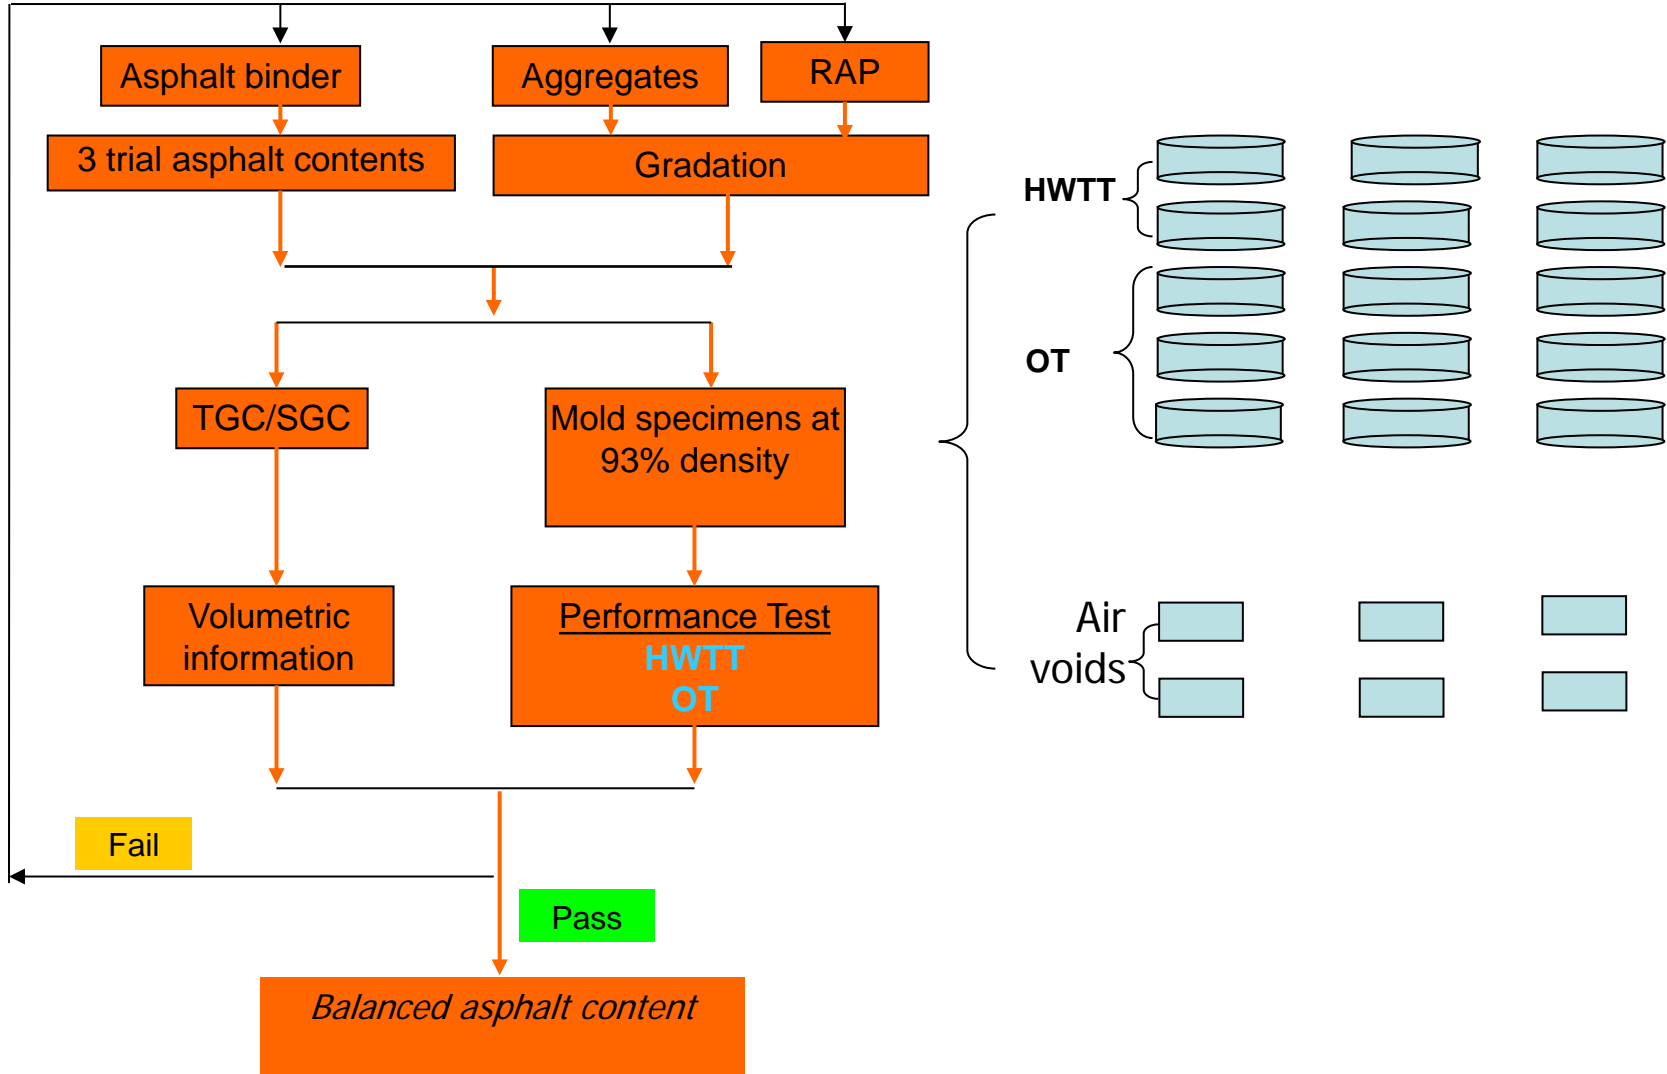 Asphalt binder
Aggregates
RAP
3 trial asphalt contents
Gradation
TGC/SGC
Mold specimens at
93% density
Volumetric
information
Performance Test
HWTT
OT
Fail
Pass
Balanced asphalt content
HWTT
OT
Air
voids